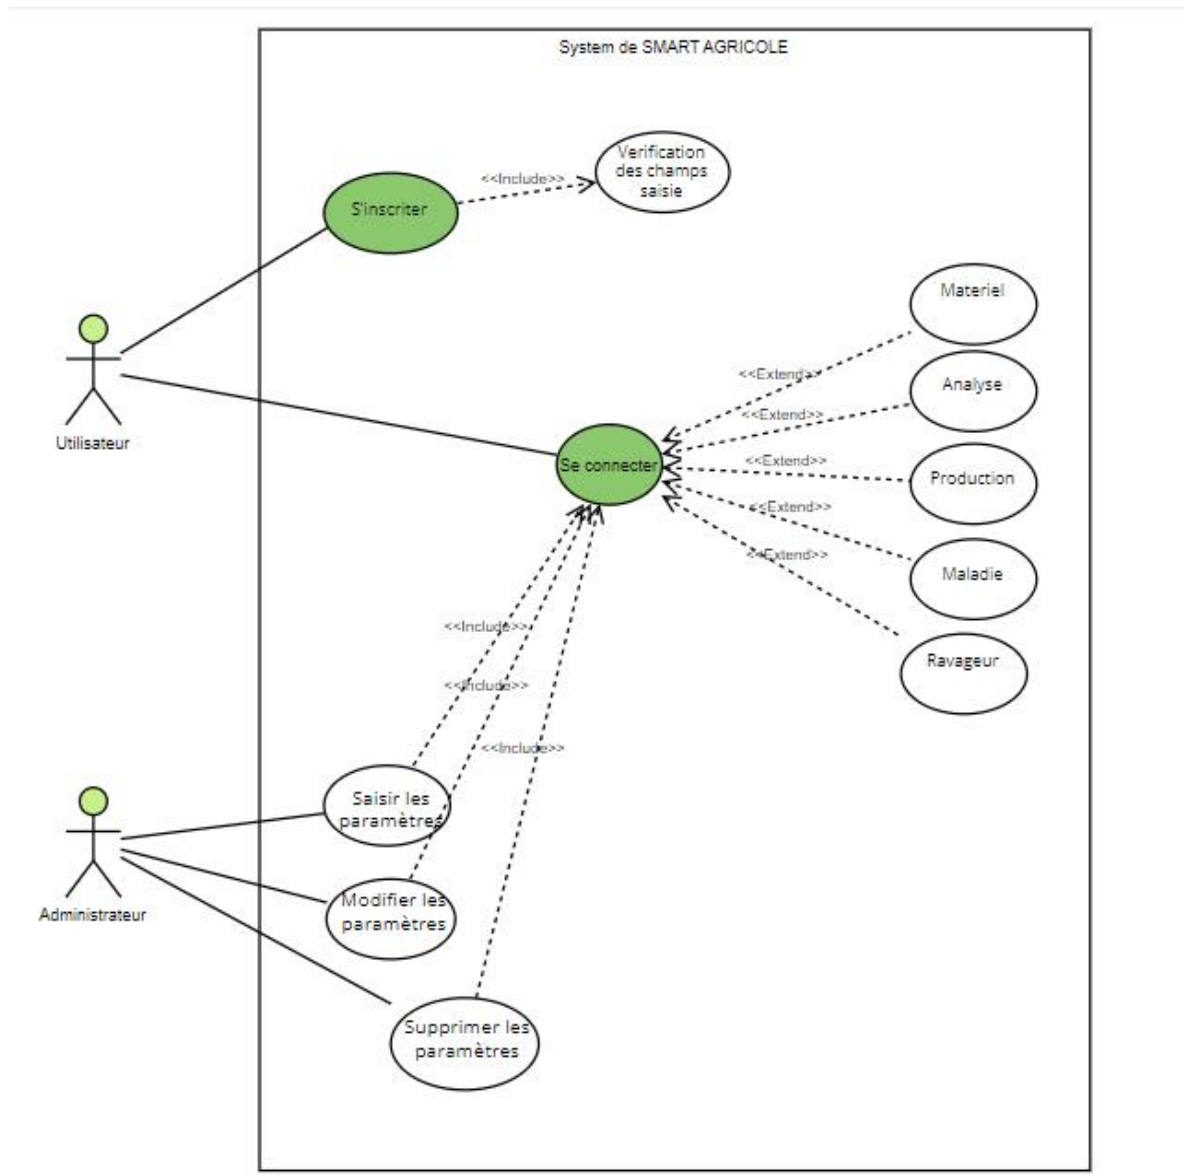 System de SMART AGRICOLE
Verification
des champs
saisie
<<Include>>
S'inscriter
Materiel
<<Extend>>
Analyse
<<Extend>>
Utilisateur
Se connecter
<<Extend>>
Production
<<Extend>>
<<Extend>>
Maladie
<<Include>>
Ravageur
<<Include>>
<<Include>>
Saisir les
paramètres
Administrateur
Modifier les
paramètres
Supprimer les
paramètres